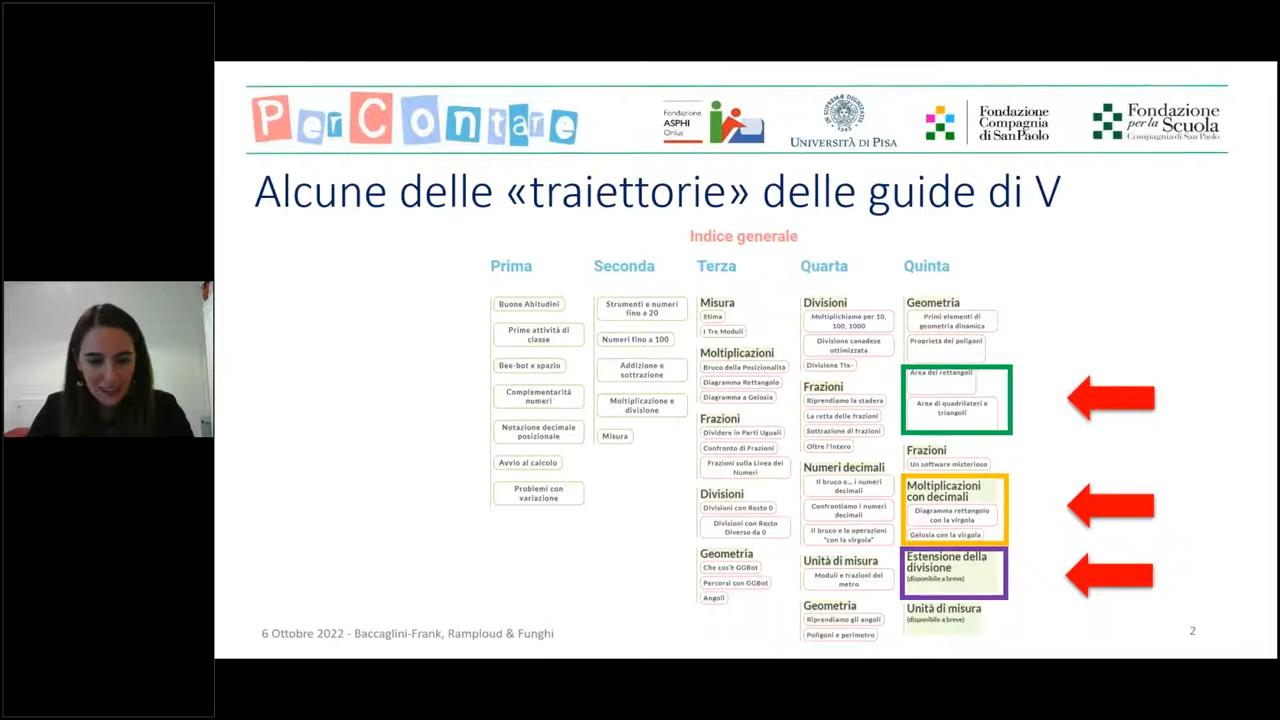 PerContare
Fondazione
ASPHI
Onlus
IN SUPREMÆ DIGNITATIS
1343
UNIVERSITÀ DI PISA
Fondazione
Compagnia
di San Paolo
Fondazione
per la Scuola
Compagnia di San Paolo
Alcune delle «traiettorie» delle guide di V
Indice generale
Prima
Buone Abitudini
Prime attività di
classe
Bee-bot e spazio
Complementarità
numeri
Notazione decimale
posizionale
Avvio al calcolo
Problemi con
variazione
Seconda
Strumenti e numeri
fino a 20
Numeri fino a 100
Addizione e
sottrazione
Moltiplicazione e
divisione
Misura
Terza
Misura
Stima
I Tre Moduli
Moltiplicazioni
Bruco della Posizionalità
Diagramma Rettangolo
Diagramma a Gelosia
Frazioni
Dividere in Parti Uguali
Confronto di Frazioni
Frazioni sulla Linea dei
Numeri
Divisioni
Divisioni con Resto 0
Divisioni con Resto
Diverso da 0
Geometria
Che cos'è GGBot
Percorsi con GGBot
Angoli
Quarta
Divisioni
Moltiplichiamo per 10,
100, 1000
Divisione canadese
ottimizzata
Divisione TIx-
Frazioni
Riprendiamo la stadera
La retta delle frazioni
Sottrazione di frazioni
Oltre l'intero
Numeri decimali
Il bruco e... i numeri
decimali
Confrontiamo i numeri
decimali
Il bruco e le operazioni
"con la virgola"
Unità di misura
Moduli e frazioni del
metro
Geometria
Riprendiamo gli angoli
Poligoni e perimetro
Quinta
Geometria
Primi elementi di
geometria dinamica
Proprietà dei poligoni
Area dei rettangoli
Area di quadrilateri e
triangoli
Frazioni
Un software misterioso
Moltiplicazioni
con decimali
Diagramma rettangolo
con la virgola
Gelosia con la virgola
Estensione della
divisione
(disponibile a breve)
Unità di misura
(disponibile a breve)
6 Ottobre 2022 - Baccaglini-Frank, Ramploud & Funghi
2